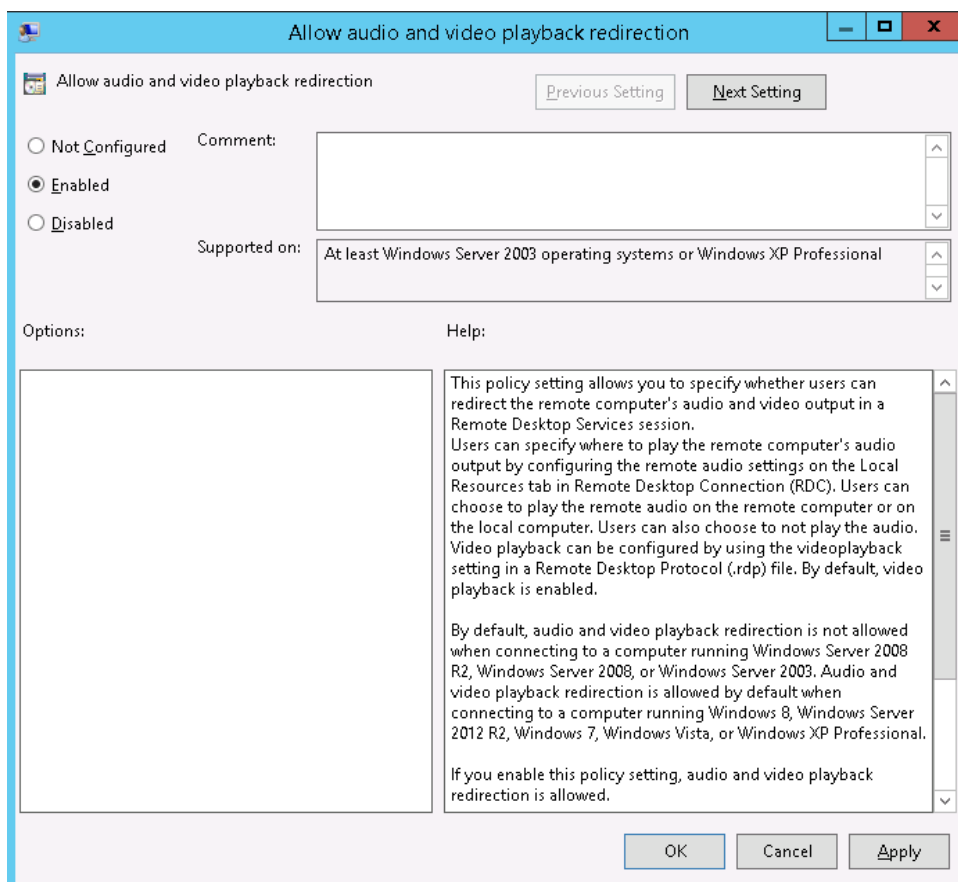 Allow audio and video playback redirection
Allow audio and video playback redirection
Previous Setting
Next Setting
Not Configured
Comment:
Enabled
Disabled
Supported on:
At least Windows Server 2003 operating systems or Windows XP Professional
Options:
Help:
This policy setting allows you to specify whether users can
redirect the remote computer's audio and video output in a
Remote Desktop Services session.
Users can specify where to play the remote computer's audio
output by configuring the remote audio settings on the Local
Resources tab in Remote Desktop Connection (RDC). Users can
choose to play the remote audio on the remote computer or on
the local computer. Users can also choose to not play the audio.
Video playback can be configured by using the videoplayback
setting in a Remote Desktop Protocol (.rdp) file. By default, video
playback is enabled.
By default, audio and video playback redirection is not allowed
when connecting to a computer running Windows Server 2008
R2, Windows Server 2008, or Windows Server 2003. Audio and
video playback redirection is allowed by default when
connecting to a computer running Windows 8, Windows Server
2012 R2, Windows 7, Windows Vista, or Windows XP Professional.
If you enable this policy setting, audio and video playback
redirection is allowed.
OK
Cancel
Apply